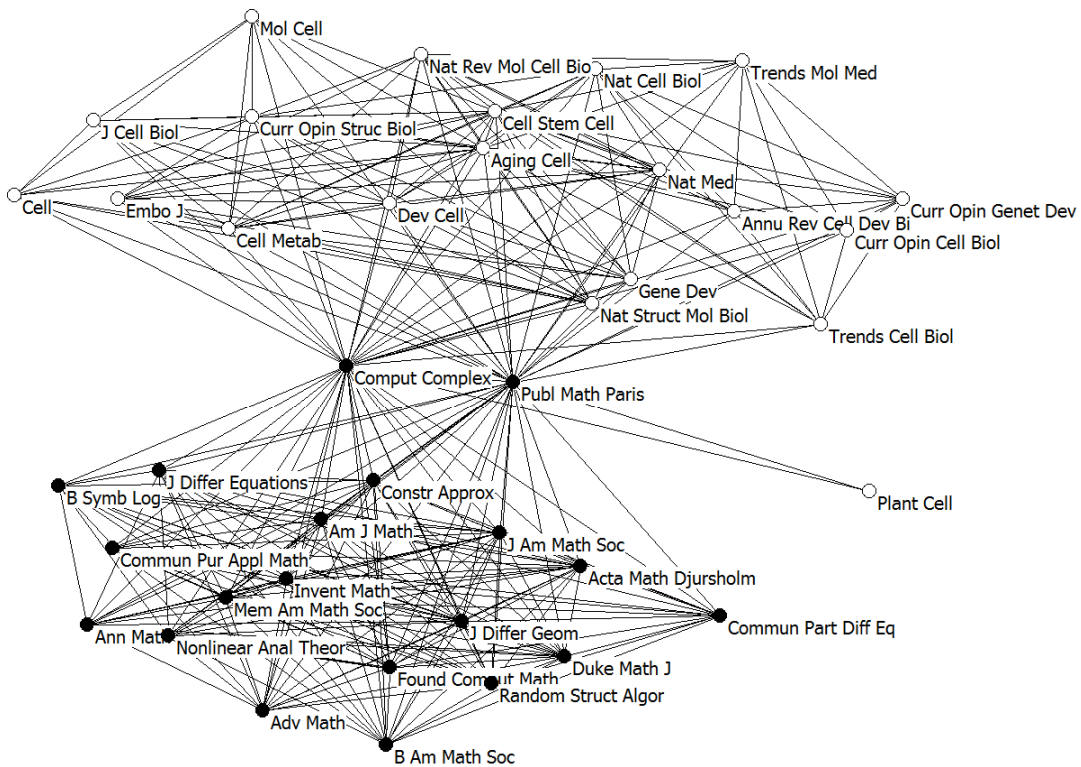 Mol Cell
Nat Rev Mol Cell Bio
Nat Cell Biol
Trends Mol Med
J Cell Biol
Curr Opin Struc Biol
Cell Stem Cell
Aging Cell
Nat Med
Cell
Embo J
Dev Cell
Annu Rev Cell Dev Bi
Curr Opin Genet Dev
Cell Metab
Curr Opin Cell Biol
Gene Dev
Nat Struct Mol Biol
Trends Cell Biol
Comput Complex
Publ Math Paris
J Differ Equations
B Symb Log
Constr Approx
Plant Cell
Am J Math
J Am Math Soc
Commun Pur Appl Math
Acta Math Djursholm
Invent Math
Mem Am Math Soc
Commun Part Diff Eq
Ann Math
Nonlinear Anal Theor
J Differ Geom
Duke Math J
Found Comput Math
Random Struct Algor
Adv Math
B Am Math Soc